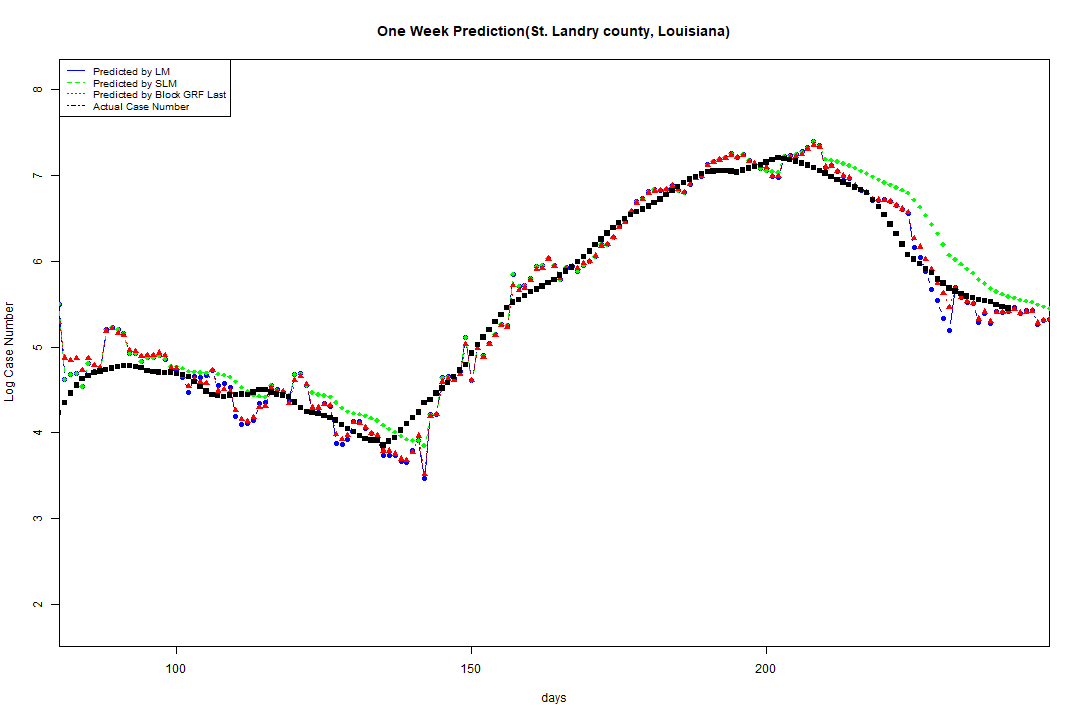 One Week Prediction(St. Landry county, Louisiana)
Predicted by LM
Predicted by SLM
Predicted by Block GRF Last
Actual Case Number
8
7
6
5
4
3
2
Log Case Number
100 150 200
days